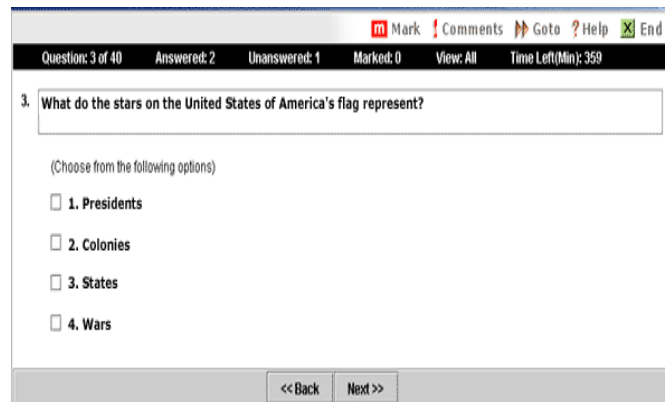 m Mark ! Comments Goto ? Help X End
Question: 3 of 40 Answered: 2 Unanswered: 1 Marked: 0 View: All Time Left(Min): 359
3. What do the stars on the United States of America's flag represent?
(Choose from the following options)
1. Presidents
2. Colonies
3. States
4. Wars
<< Back Next >>